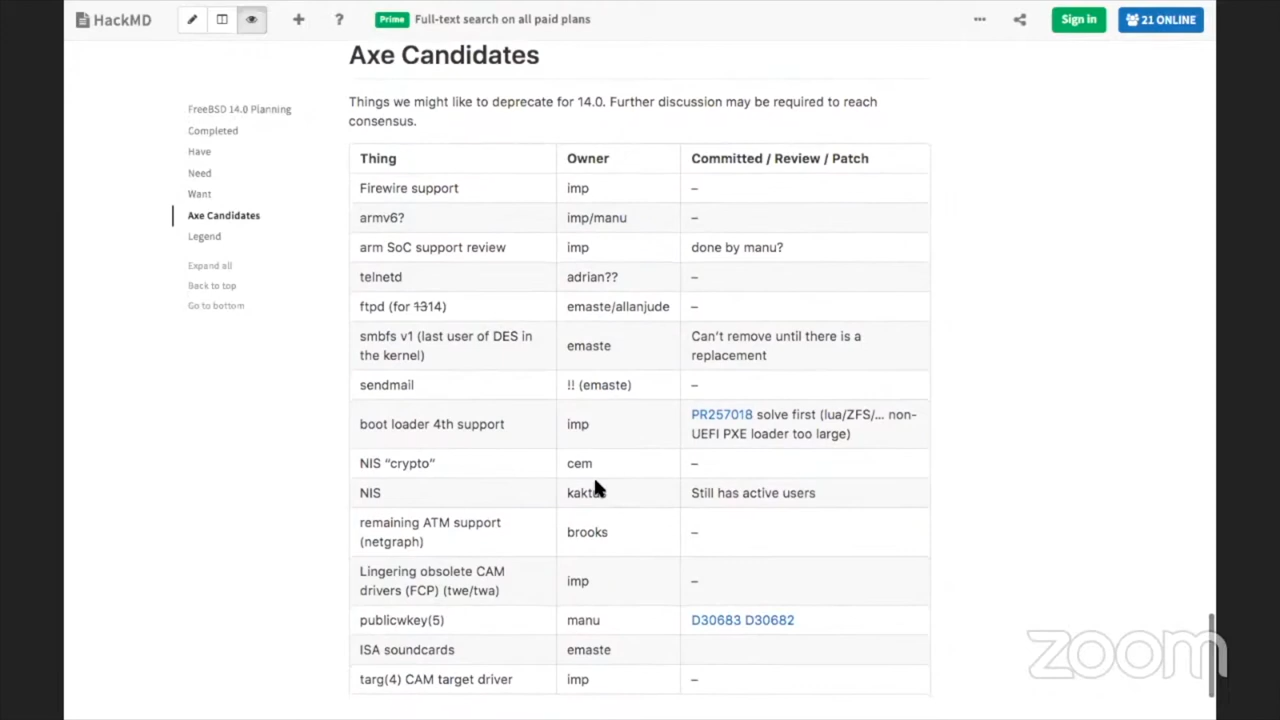 HackMD
+
?
Prime Full-text search on all paid plans
Sign in
21 ONLINE
FreeBSD 14.0 Planning
Completed
Have
Need
Want
Axe Candidates
Legend
Expand all
Back to top
Go to bottom
Axe Candidates
Things we might like to deprecate for 14.0. Further discussion may be required to reach
consensus.
Thing Owner Committed / Review / Patch
Firewire support imp –
armv6? imp/manu –
arm SoC support review imp done by manu?
telnetd adrian?? –
ftpd (for 1314) emaste/allanjude –
smbfs v1 (last user of DES in
the kernel)
emaste
Can't remove until there is a
replacement
sendmail !! (emaste) –
boot loader 4th support imp
PR257018 solve first (lua/ZFS/... non-
UEFI PXE loader too large)
NIS “crypto” cem –
NIS Still has active users
remaining ATM support
(netgraph)
brooks –
Lingering obsolete CAM
drivers (FCP) (twe/twa)
imp –
publicwkey(5) manu D30683 D30682
ISA soundcards emaste
targ(4) CAM target driver imp –
zoom